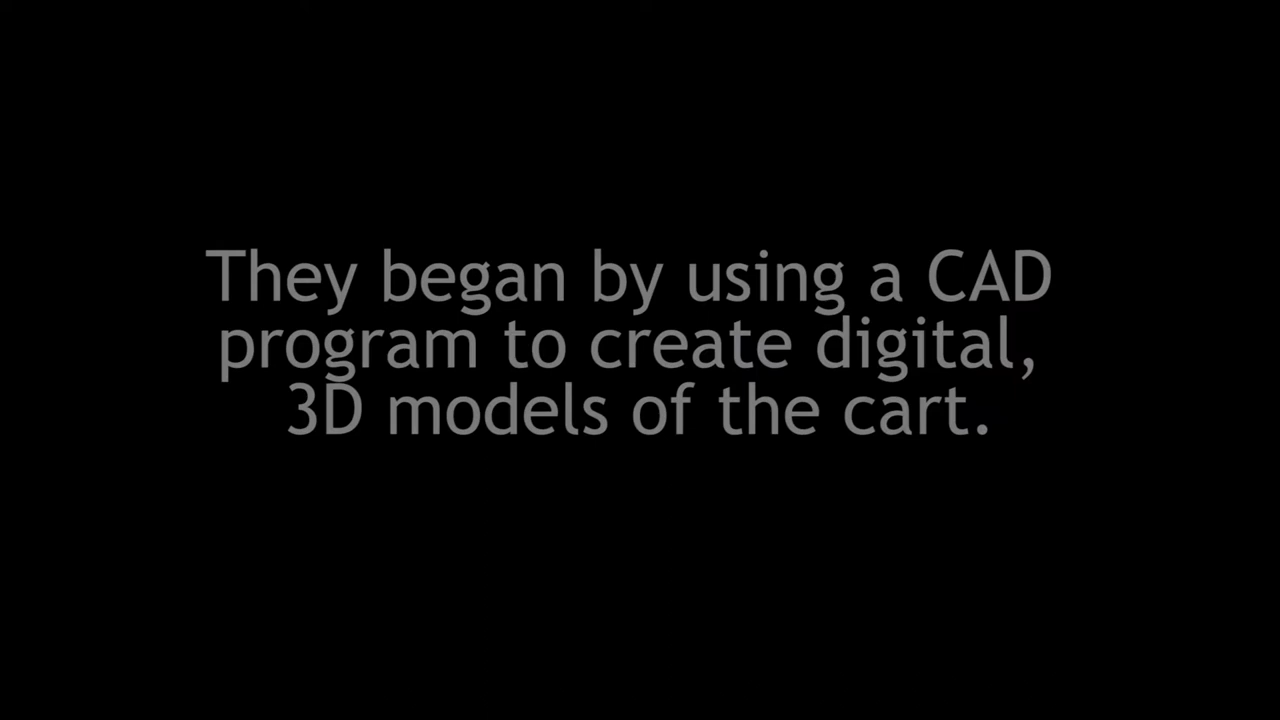 They began by using a CAD
program to create digital,
3D models of the cart.